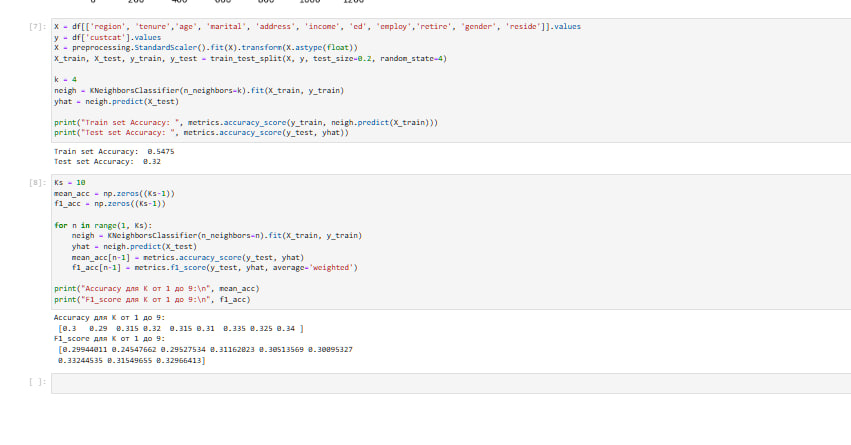 [7]: X = df[['region', 'tenure','age', 'marital', 'address', 'income', 'ed', 'employ','retire', 'gender', 'reside']].values
y = df['custcat'].values
X = preprocessing.StandardScaler().fit(X).transform(X.astype(float))
X_train, X_test, y_train, y_test = train_test_split(X, y, test_size=0.2, random_state=4)
k = 4
neigh = KNeighborsClassifier(n_neighbors=k).fit(X_train, y_train)
yhat = neigh.predict(X_test)
print("Train set Accuracy: ", metrics.accuracy_score(y_train, neigh.predict(X_train)))
print("Test set Accuracy: ", metrics.accuracy_score(y_test, yhat))
Train set Accuracy:  0.5475
Test set Accuracy:  0.32
[8]: Ks = 10
mean_acc = np.zeros((Ks-1))
f1_acc = np.zeros((Ks-1))
for n in range(1, Ks):
neigh = KNeighborsClassifier(n_neighbors=n).fit(X_train, y_train)
yhat = neigh.predict(X_test)
mean_acc[n-1] = metrics.accuracy_score(y_test, yhat)
f1_acc[n-1] = metrics.f1_score(y_test, yhat, average='weighted')
print("Accuracy для K от 1 до 9:\n", mean_acc)
print("F1_score для K от 1 до 9:\n", f1_acc)
Accuracy для K от 1 до 9:
[0.3   0.29  0.315 0.32  0.315 0.31  0.335 0.325 0.34 ]
F1_score для K от 1 до 9:
[0.29944011 0.24547662 0.29527534 0.31162023 0.30513569 0.30095327
0.33244535 0.31549655 0.32966413]
[ ]: